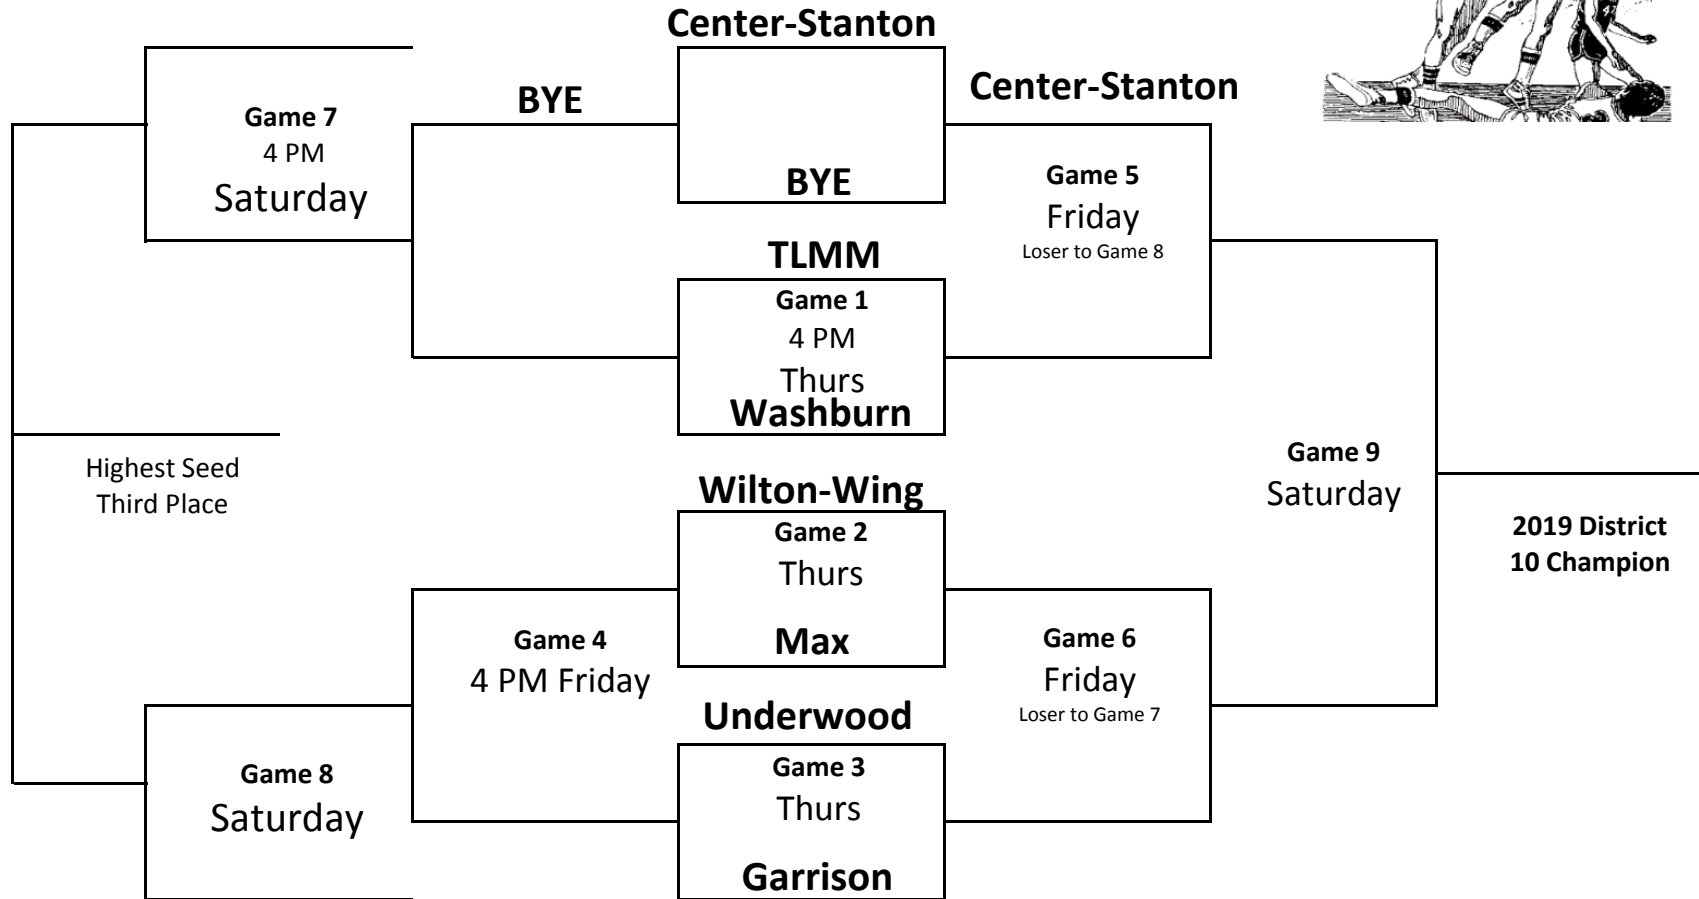 Center-Stanton
BYE
Center-Stanton
Game 7
4 PM
Saturday
BYE
Game 5
Friday
Loser to Game 8
TLMM
Game 1
4 PM
Thurs
Washburn
Highest Seed
Third Place
Game 9
Saturday
Wilton-Wing
Game 2
Thurs
Max
2019 District
10 Champion
Game 4
4 PM Friday
Game 6
Friday
Loser to Game 7
Underwood
Game 3
Thurs
Garrison
Game 8
Saturday